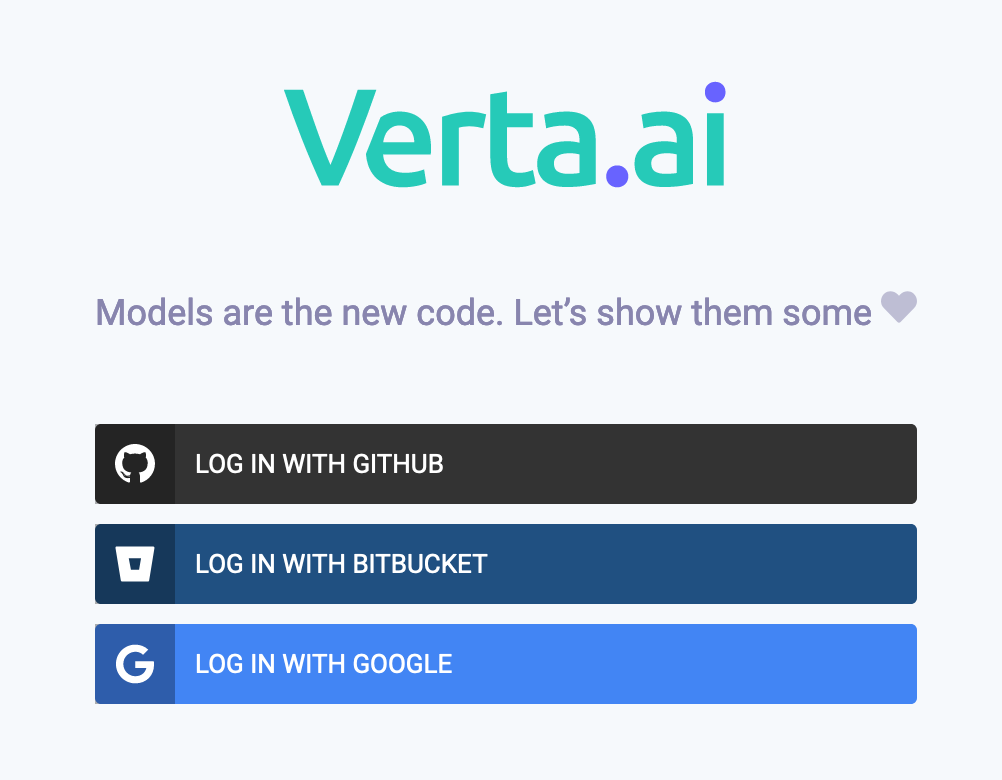 Verta.ai
Models are the new code. Let’s show them some
LOG IN WITH GITHUB
LOG IN WITH BITBUCKET
LOG IN WITH GOOGLE